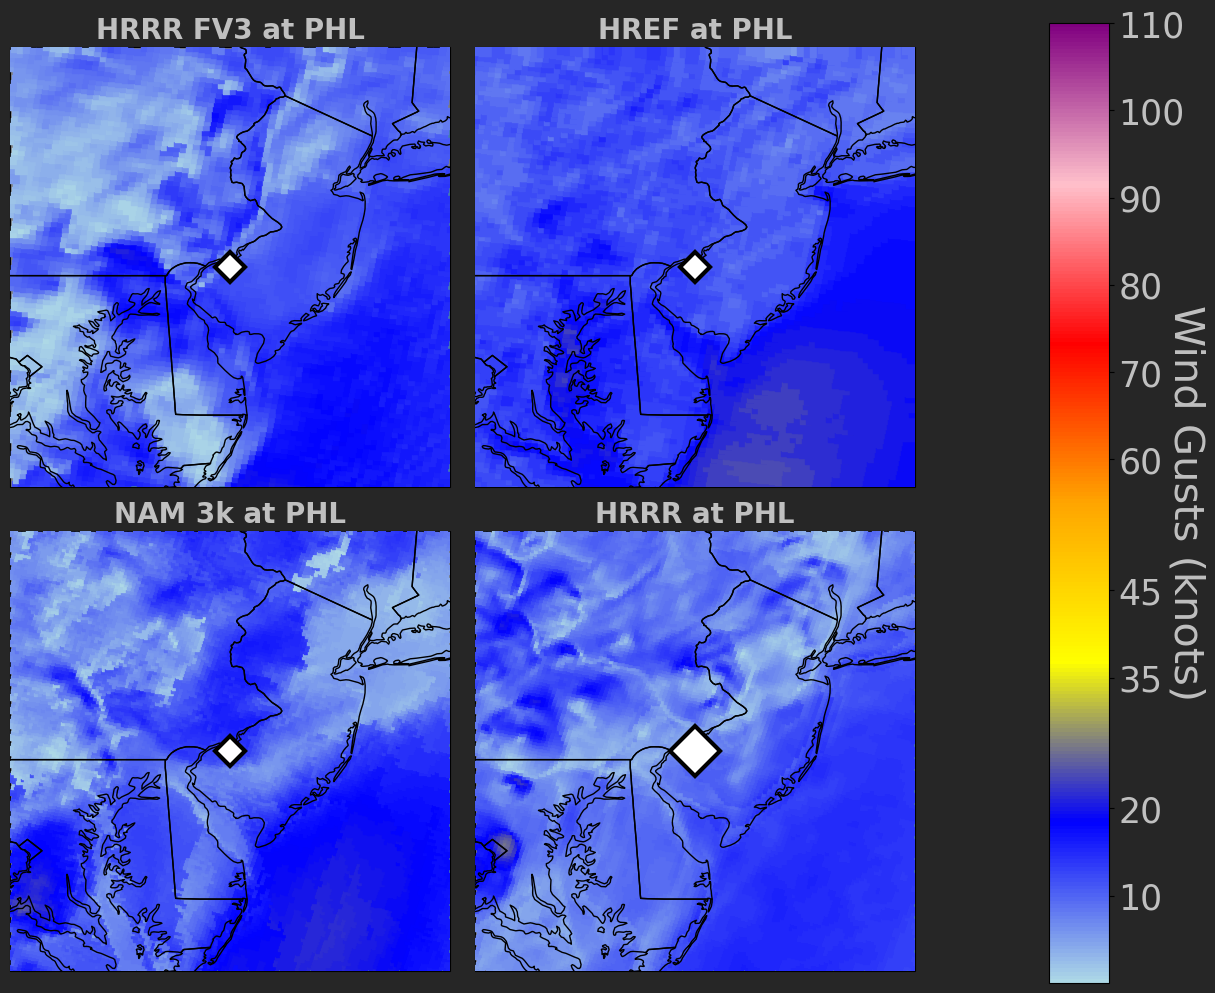 HRRR FV3 at PHL
HREF at PHL
NAM 3k at PHL
HRRR at PHL
110
100
90
80
70
60
45
35
20
10
Wind Gusts (knots)